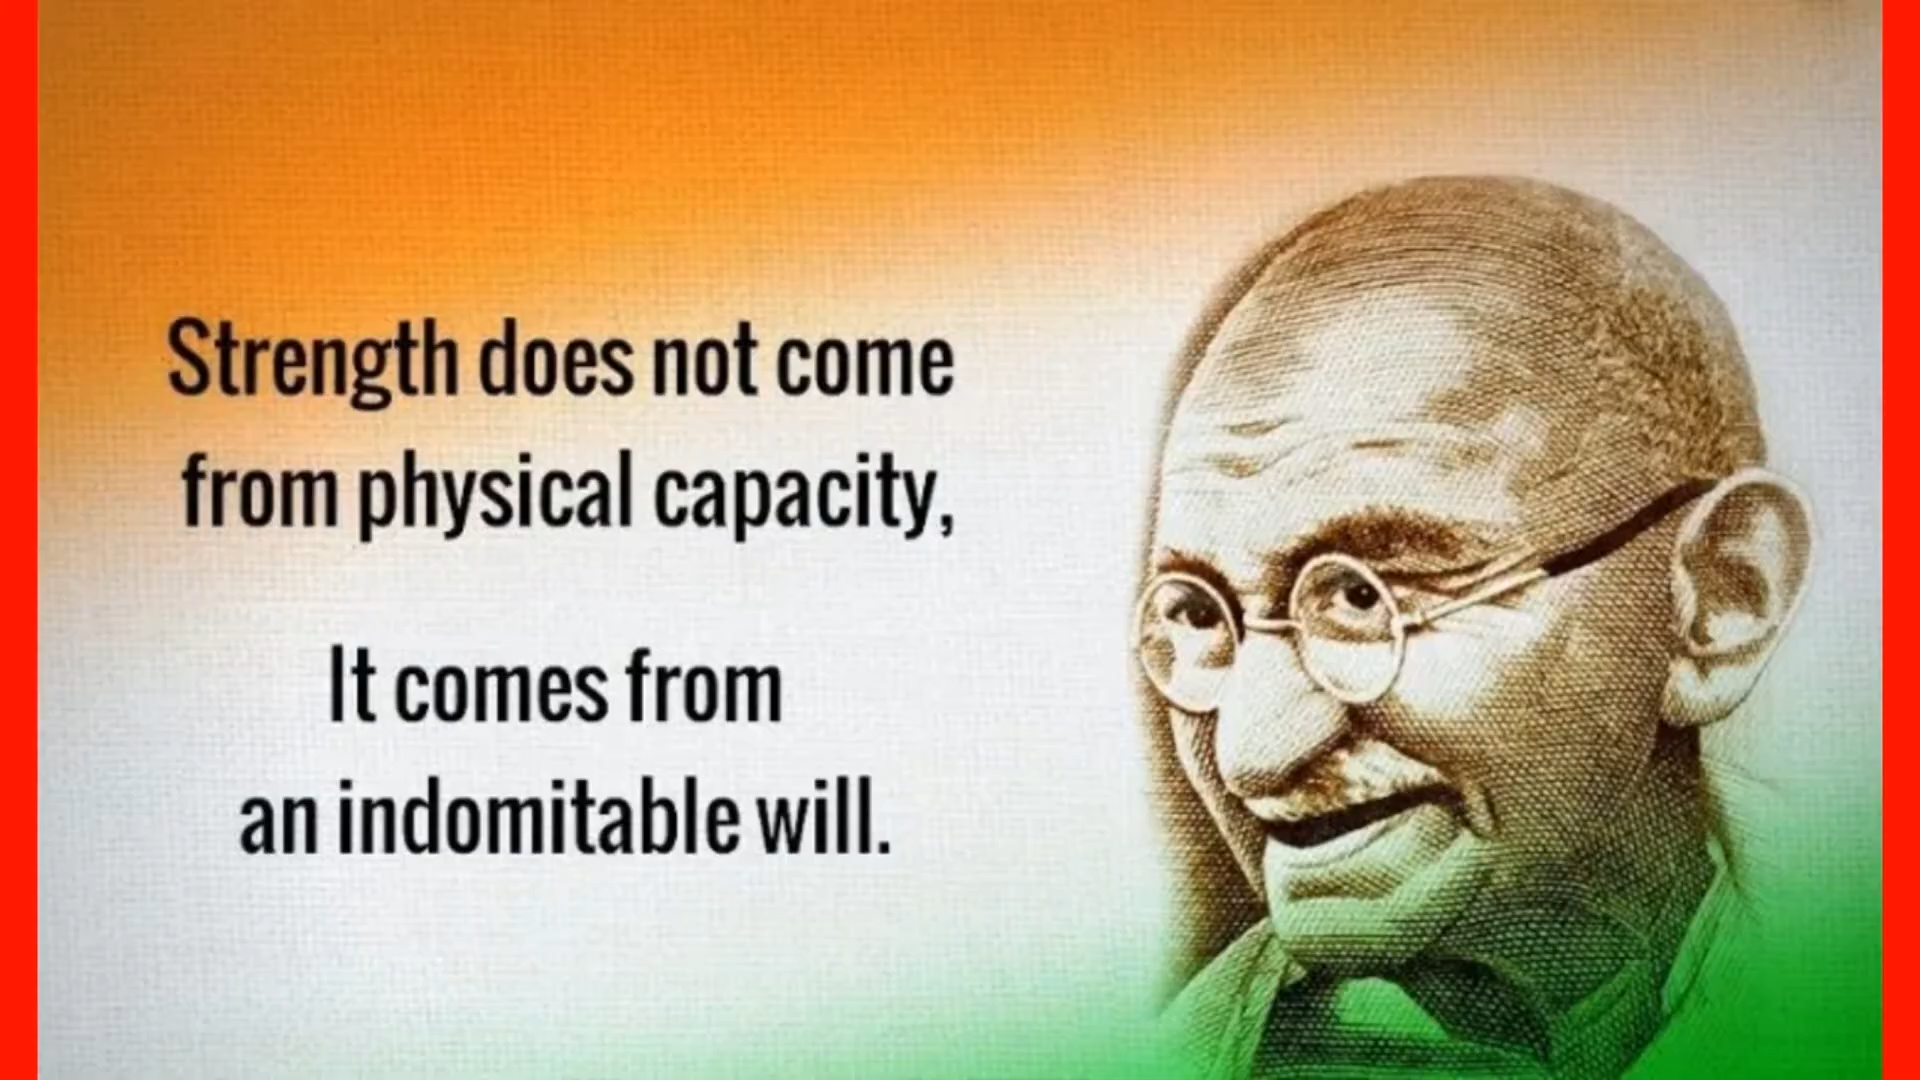 Strength does not come
from physical capacity,
It comes from
an indomitable will.